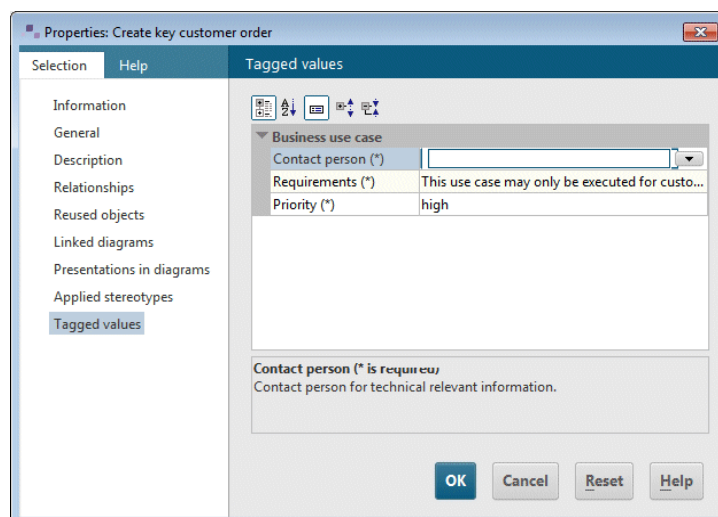 Properties: Create key customer order
Selection Help
Tagged values
Information
General
Description
Relationships
Reused objects
Linked diagrams
Presentations in diagrams
Applied stereotypes
Tagged values
Business use case
Contact person (*)
Requirements (*) This use case may only be executed for custo...
Priority (*) high
Contact person (* is required)
Contact person for technical relevant information.
OK Cancel Reset Help